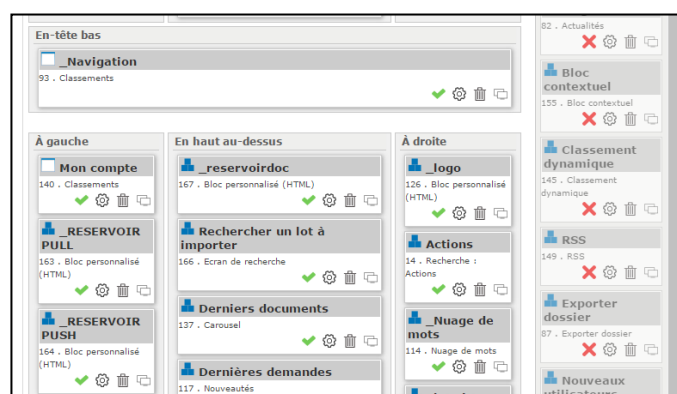 En-tête bas
_Navigation
93 . Classements
À gauche
Mon compte
140 . Classements
_RESERVOIR
PULL
163 . Bloc personnalisé
(HTML)
_RESERVOIR
PUSH
164 . Bloc personnalisé
(HTML)
En haut au-dessus
_reservoirdoc
167 . Bloc personnalisé (HTML)
Rechercher un lot à
importer
166 . Ecran de recherche
Derniers documents
137 . Carousel
Dernières demandes
117 . Nouveautés
À droite
_logo
126 . Bloc personnalisé
(HTML)
Actions
14 . Recherche :
Actions
_Nuage de
mots
114 . Nuage de mots
82 . Actualités
Bloc
contextuel
155 . Bloc contextuel
Classement
dynamique
145 . Classement
dynamique
RSS
149 . RSS
Exporter
dossier
87 . Exporter dossier
Nouveaux
utilisateurs